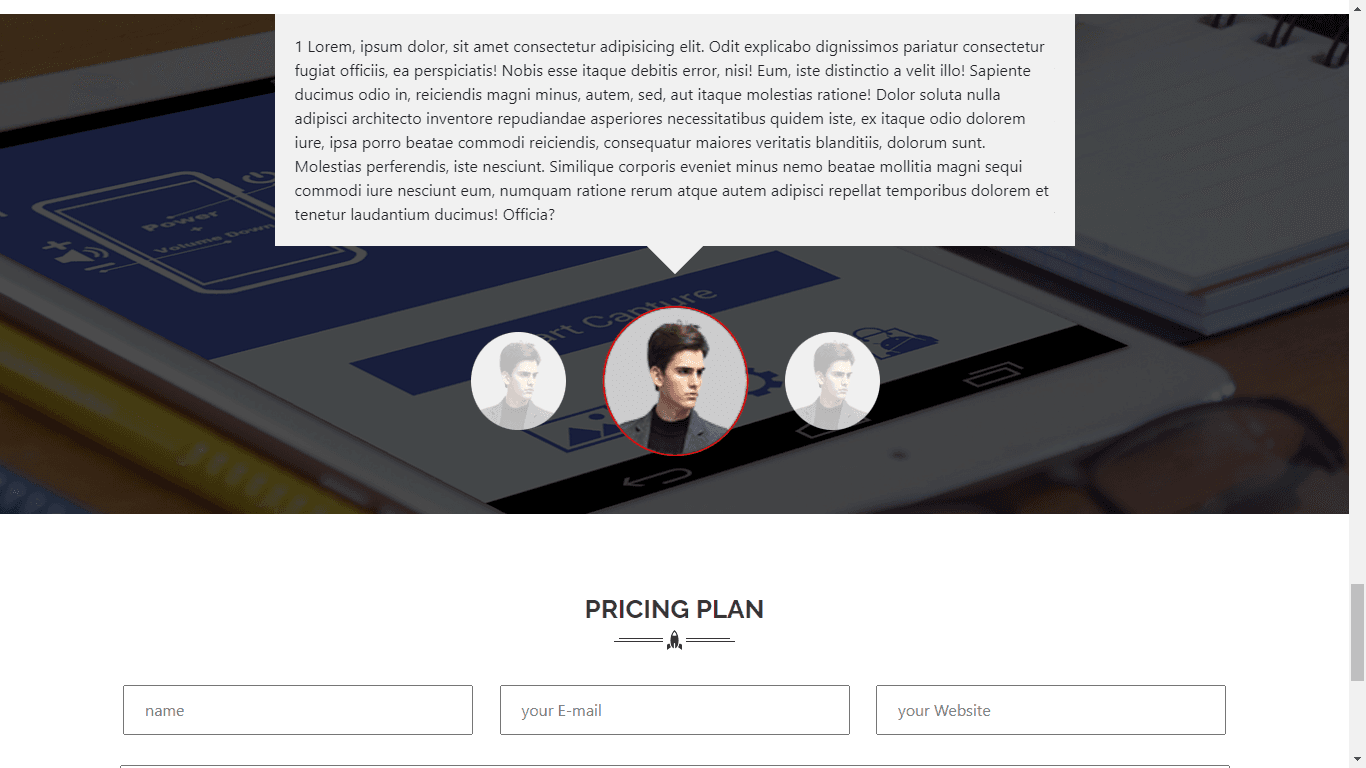 1 Lorem, ipsum dolor, sit amet consectetur adipisicing elit. Odit explicabo dignissimos pariatur consectetur
fugiat officiis, ea perspiciatis! Nobis esse itaque debitis error, nisi! Eum, iste distinctio a velit illo! Sapiente
ducimus odio in, reiciendis magni minus, autem, sed, aut itaque molestias ratione! Dolor soluta nulla
adipisci architecto inventore repudiandae asperiores necessitatibus quidem iste, ex itaque odio dolorem
iure, ipsa porro beatae commodi reiciendis, consequatur maiores veritatis blanditiis, dolorum sunt.
Molestias perferendis, iste nesciunt. Similique corporis eveniet minus nemo beatae mollitia magni sequi
commodi iure nesciunt eum, numquam ratione rerum atque autem adipisci repellat temporibus dolorem et
tenetur laudantium ducimus! Officia?
Power
+
Volume Down
+
Capture
PRICING PLAN
name
your E-mail
your Website